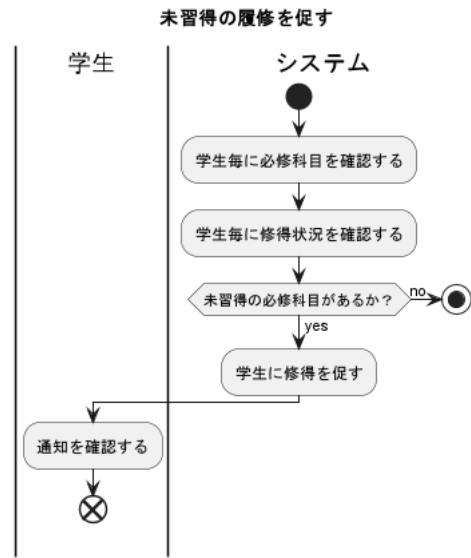 未習得の履修を促す
学生
システム
学生毎に必修科目を確認する
学生毎に修得状況を確認する
未習得の必修科目があるか？
no
yes
学生に修得を促す
通知を確認する